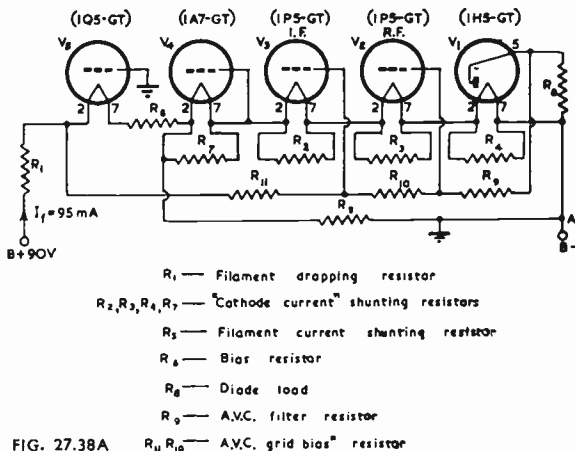 (1Q5-GT) (1A7-GT) (1P5-GT) (1P5-GT) (1H5-GT)
I.F. R.F.
V5 V4 V3 V2 V1 5
2 7 2 7 2 7 2 7 2 7
R6 R8
R7 R2 R3 R4
R1 R11 R10 R9
If = 95 mA R5 A
B+90V B-
R1 — Filament drapping resistor
R2, R3, R4, R7 — "Cathode current" shunting resistors
R5 — Filament current shunting resistor
R6 — Bias resistor
R8 — Diode load
R9 — A.V.C. filter resistor
FIG. 27.38A R11 R10 — A.V.C. grid bias" resistor